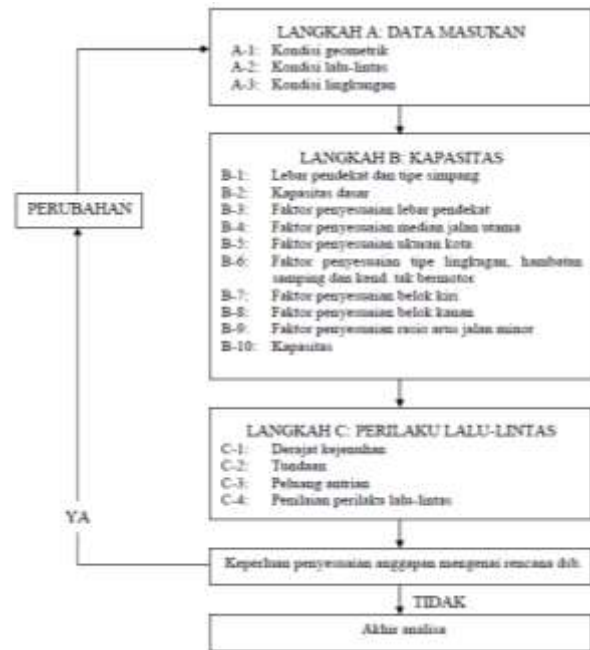 LANGKAH A: DATA MASUKAN
A-1: Kondisi geometrik
A-2: Kondisi lalu-lintas
A-3: Kondisi lingkungan
LANGKAH B: KAPASITAS
B-1: Lebar pendekat dan tipe simpang
B-2: Kapasitas dasar
B-3: Faktor penyesuaian lebar pendekat
B-4: Faktor penyesuaian median jalan utama
B-5: Faktor penyesuaian ukuran kota
B-6: Faktor penyesuaian tipe lingkugan, hambatan
samping dan kend. tak bermotor
B-7: Faktor penyesuaian belok kiri
B-8: Faktor penyesuaian belok kanan
B-9: Faktor penyesuaian rasio arus jalan minor
B-10: Kapasitas
PERUBAHAN
LANGKAH C: PERILAKU LALU-LINTAS
C-1: Derajat kejenuhan
C-2: Tundaan
C-3: Peluang antrian
C-4: Penilaian perilaku lalu-lintas
YA
Keperluan penyesuaian anggapan mengenai rencana dsb.
TIDAK
Akhir analisa